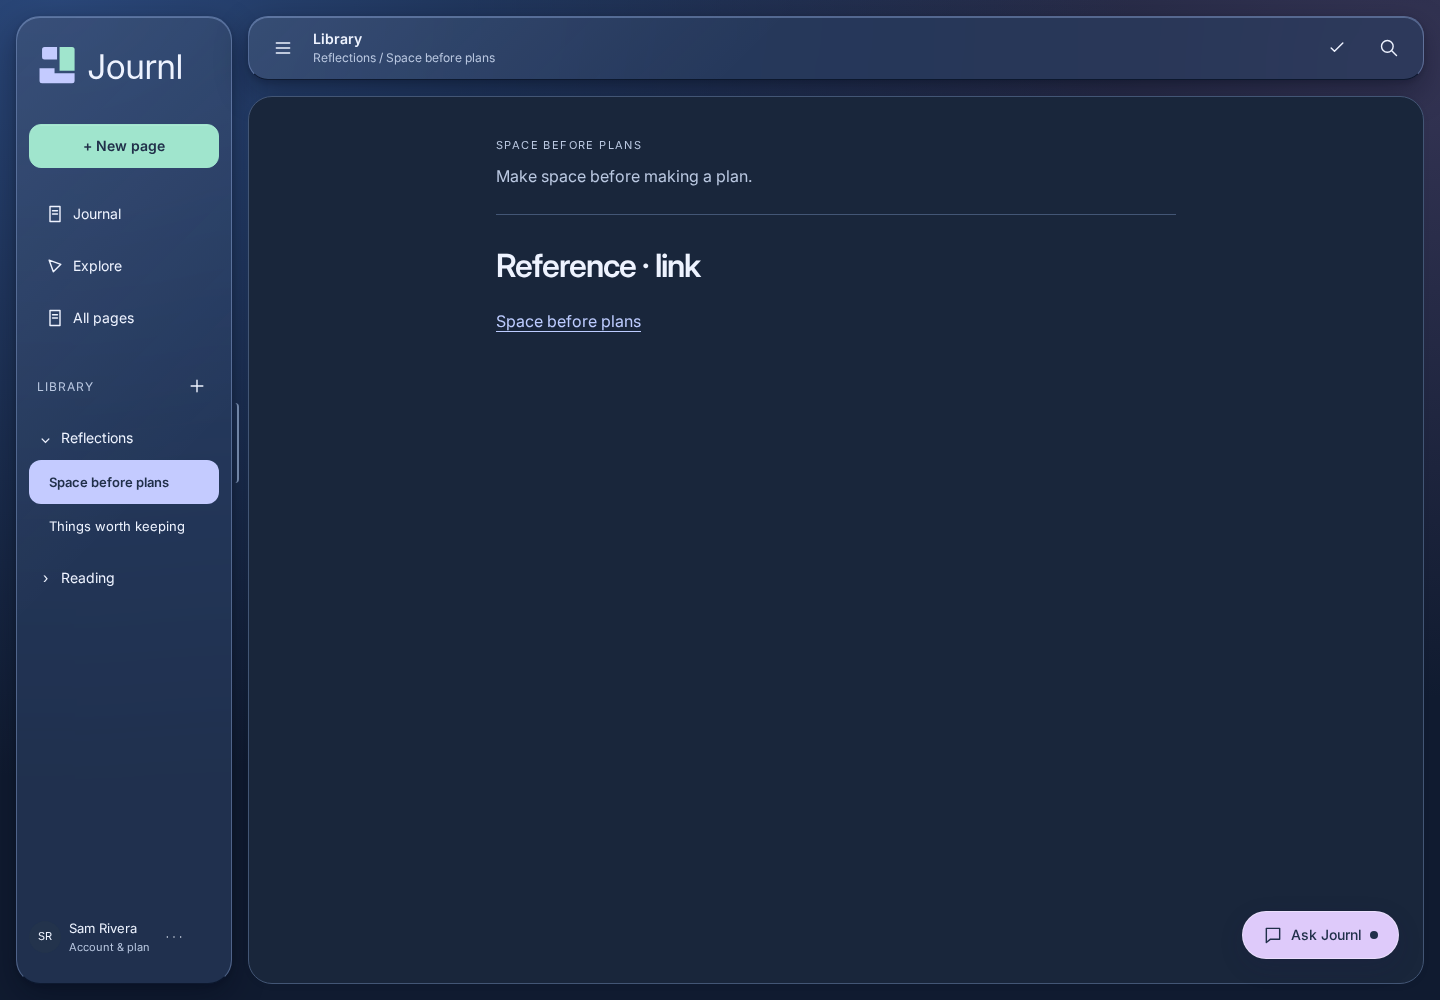 Journl
+ New page
Journal
Explore
All pages
LIBRARY
Reflections
Space before plans
Things worth keeping
Reading
SR
Sam Rivera
Account & plan
Library
Reflections / Space before plans
SPACE BEFORE PLANS
Make space before making a plan.
Reference · link
Space before plans
Ask Journl